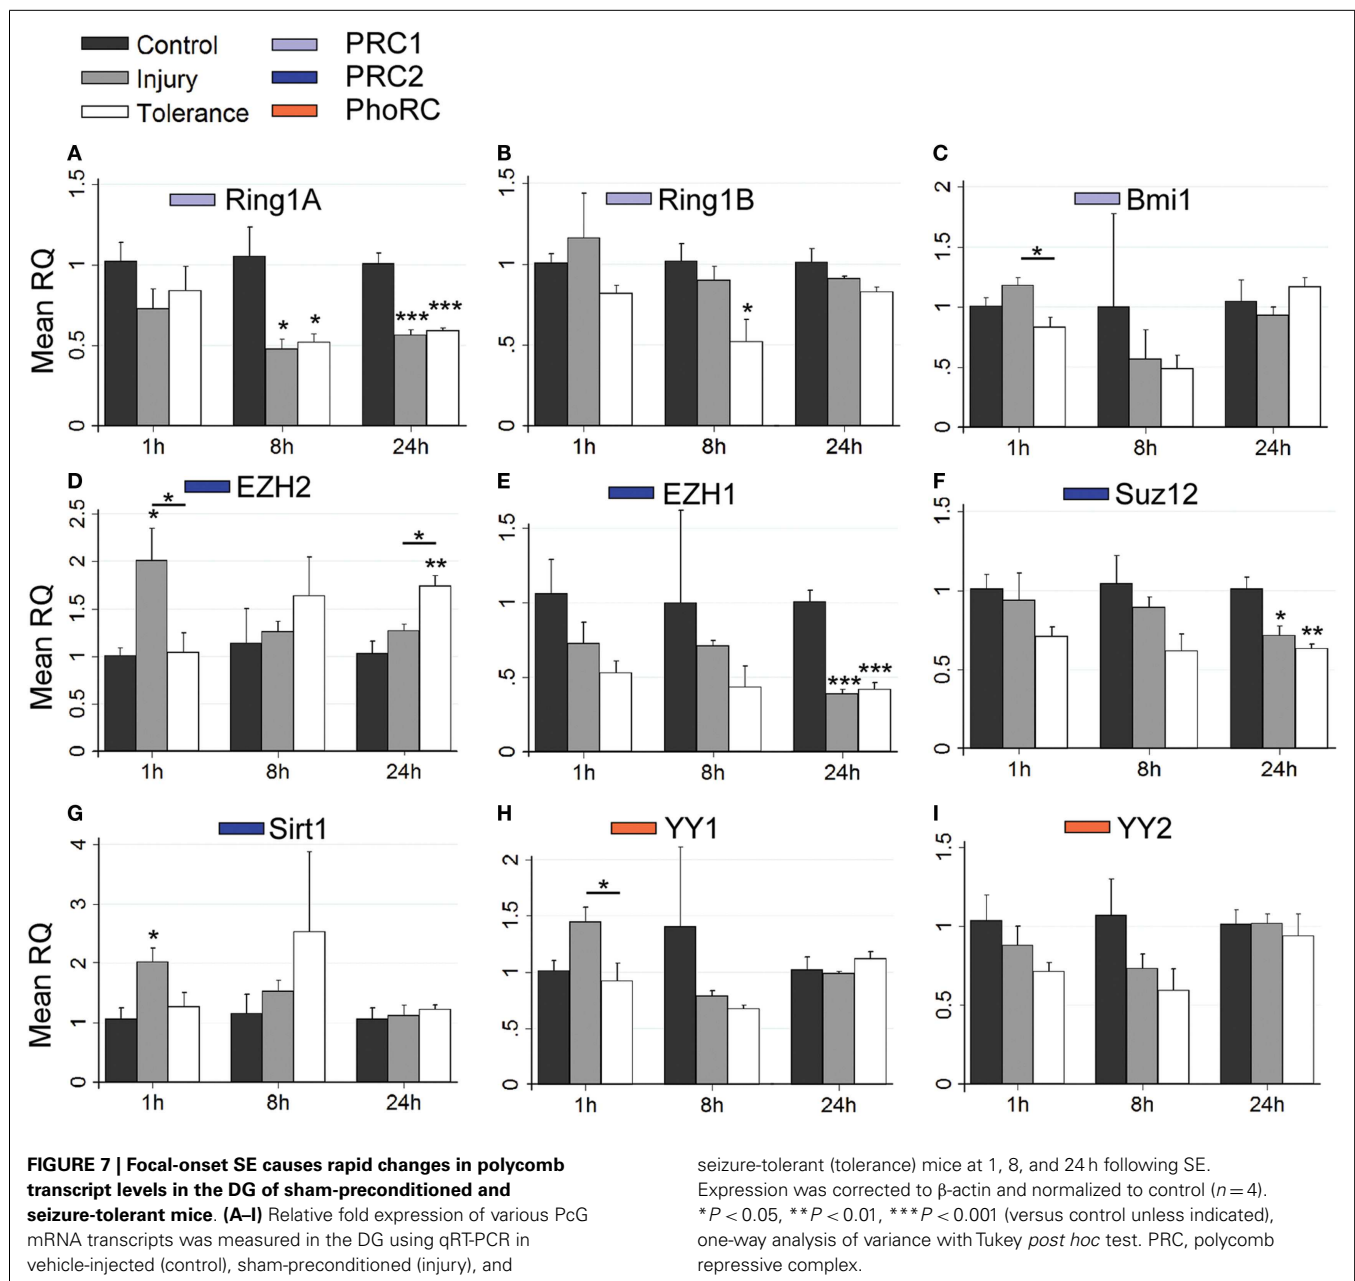 Control
PRC1
Injury
PRC2
Tolerance
PhoRC
A
Ring1A
Mean RQ
1.5
1
0.5
0
*
*
***
***
1h
8h
24h
B
Ring1B
1.5
1
.5
0
*
1h
8h
24h
C
Bmi1
2
1.5
1
.5
0
*
1h
8h
24h
D
EZH2
Mean RQ
2.5
2
1.5
1
0.5
0
*
*
*
**
1h
8h
24h
E
EZH1
1.5
1
.5
0
***
***
1h
8h
24h
F
Suz12
1.5
1
0.5
0
*
**
1h
8h
24h
G
Sirt1
Mean RQ
4
3
2
1
0
*
1h
8h
24h
H
YY1
2
1.5
1
.5
0
*
1h
8h
24h
I
YY2
1.5
1
0.5
0
1h
8h
24h
FIGURE 7 | Focal-onset SE causes rapid changes in polycomb
transcript levels in the DG of sham-preconditioned and
seizure-tolerant mice. (A–I) Relative fold expression of various PcG
mRNA transcripts was measured in the DG using qRT-PCR in
vehicle-injected (control), sham-preconditioned (injury), and
seizure-tolerant (tolerance) mice at 1, 8, and 24 h following SE.
Expression was corrected to β-actin and normalized to control (n = 4).
*P < 0.05, **P < 0.01, ***P < 0.001 (versus control unless indicated),
one-way analysis of variance with Tukey post hoc test. PRC, polycomb
repressive complex.